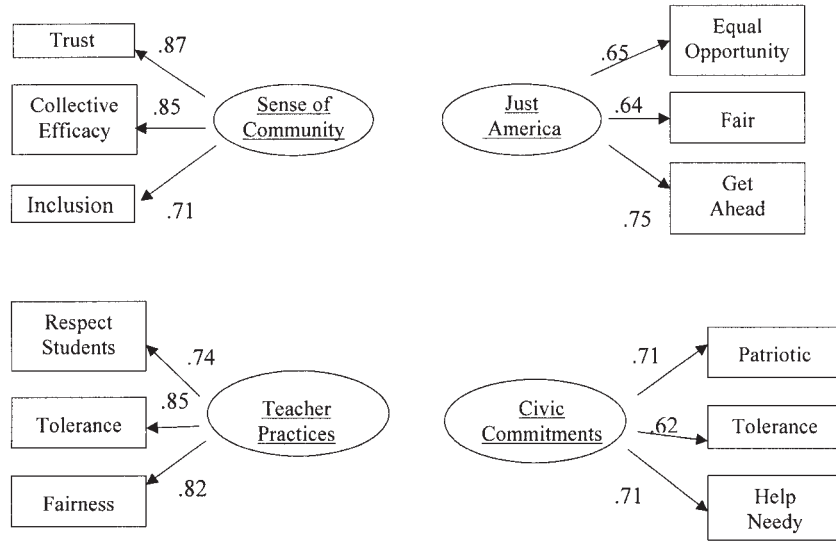 Trust
.87
Collective
Efficacy
.85
Inclusion
.71
Sense of
Community
Just
America
.65
Equal
Opportunity
.64
Fair
.75
Get
Ahead
Respect
Students
.74
Tolerance
.85
Fairness
.82
Teacher
Practices
Civic
Commitments
.71
Patriotic
.62
Tolerance
.71
Help
Needy